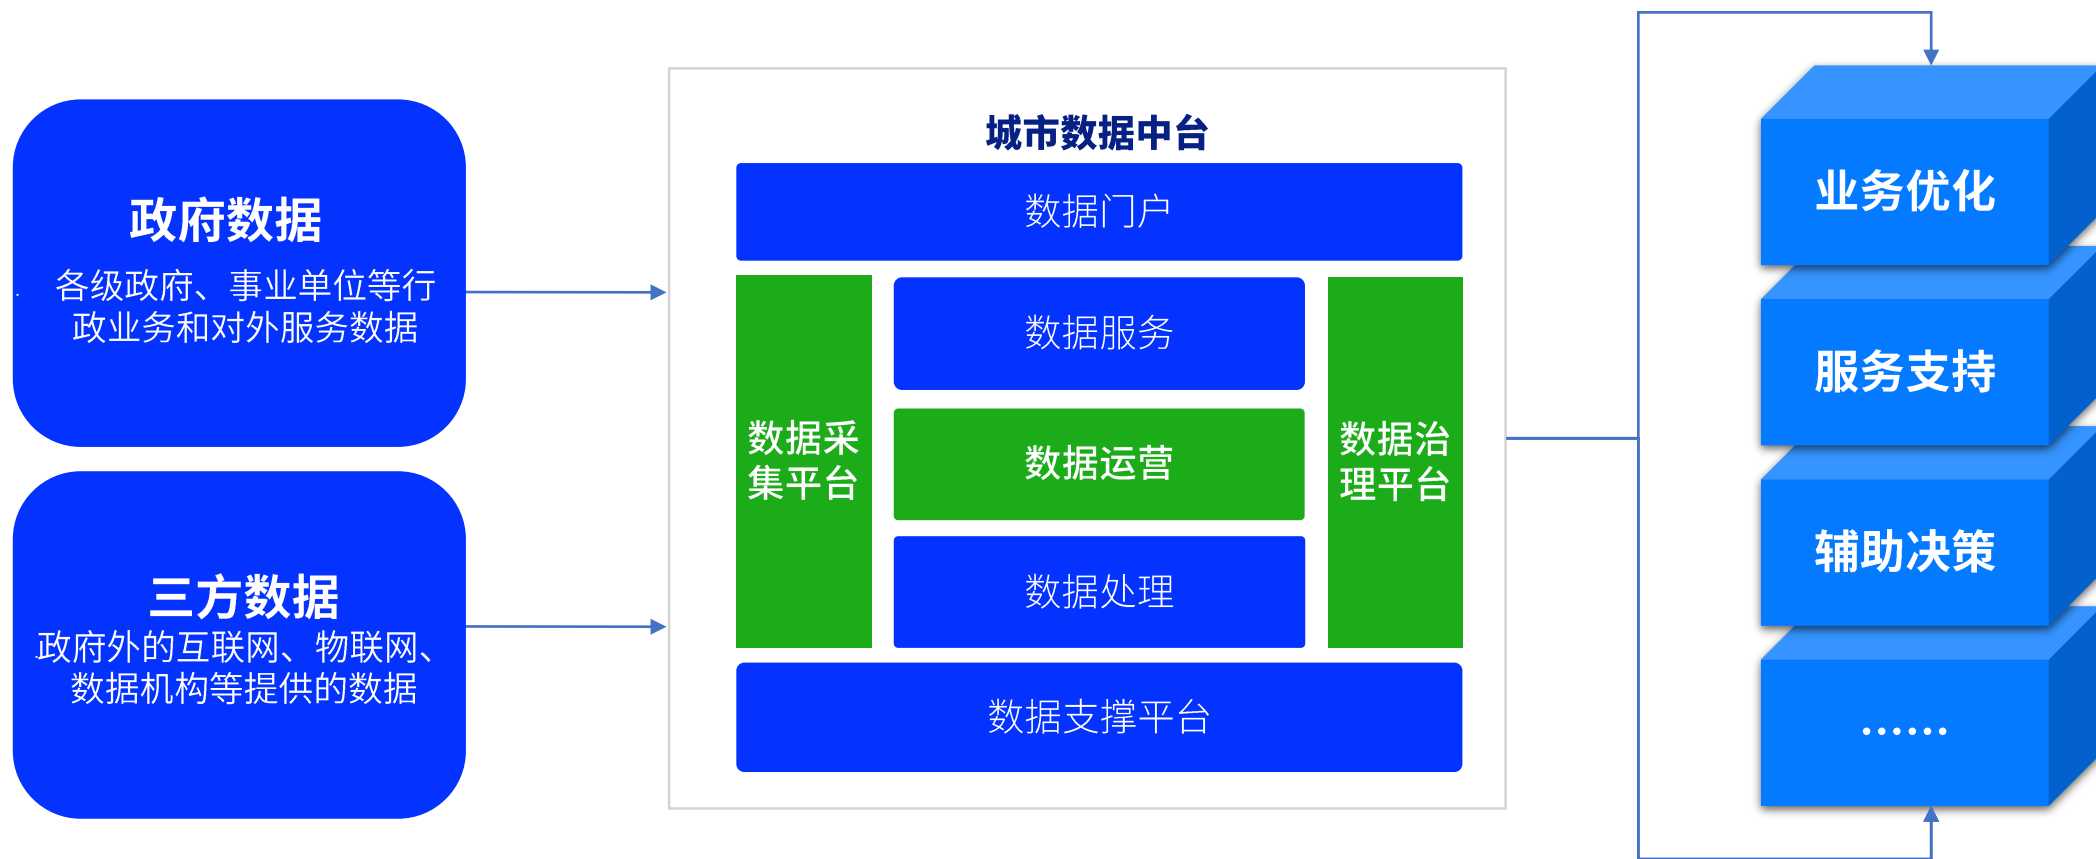 政府数据
各级政府、事业单位等行
政业务和对外服务数据
三方数据
政府外的互联网、物联网、
数据机构等提供的数据
城市数据中台
数据门户
数据采
集平台
数据服务
数据运营
数据处理
数据治
理平台
数据支撑平台
业务优化
服务支持
辅助决策
……